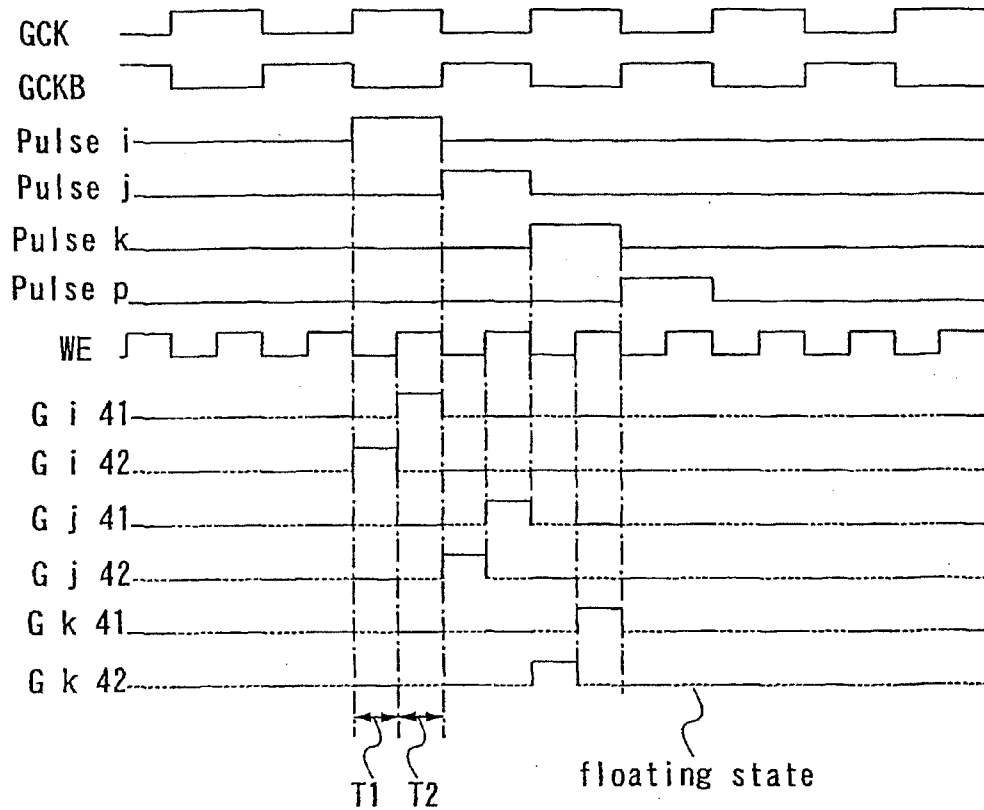 GCK
GCKB
Pulse i
Pulse j
Pulse k
Pulse p
WE
G i 41
G i 42
G j 41
G j 42
G k 41
G k 42
T1 T2
floating state